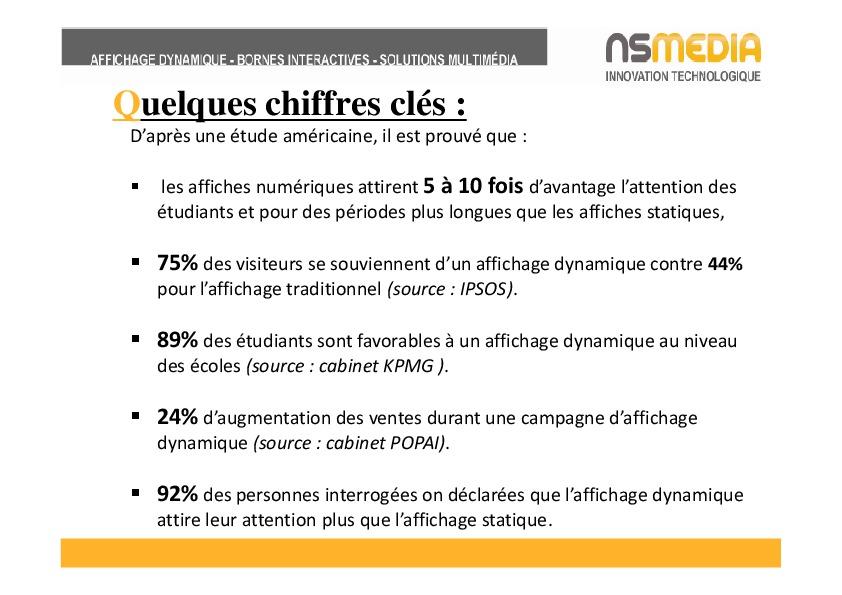 AFFICHAGE DYNAMIQUE - BORNES INTERACTIVES - SOLUTIONS MULTIMÉDIA
nsmEDIA
INNOVATION TECHNOLOGIQUE
Quelques chiffres clés :
D’après une étude américaine, il est prouvé que :
▪ les affiches numériques attirent 5 à 10 fois d’avantage l’attention des
étudiants et pour des périodes plus longues que les affiches statiques,
▪ 75% des visiteurs se souviennent d’un affichage dynamique contre 44%
pour l’affichage traditionnel (source : IPSOS).
▪ 89% des étudiants sont favorables à un affichage dynamique au niveau
des écoles (source : cabinet KPMG ).
▪ 24% d’augmentation des ventes durant une campagne d’affichage
dynamique (source : cabinet POPAI).
▪ 92% des personnes interrogées on déclarées que l’affichage dynamique
attire leur attention plus que l’affichage statique.